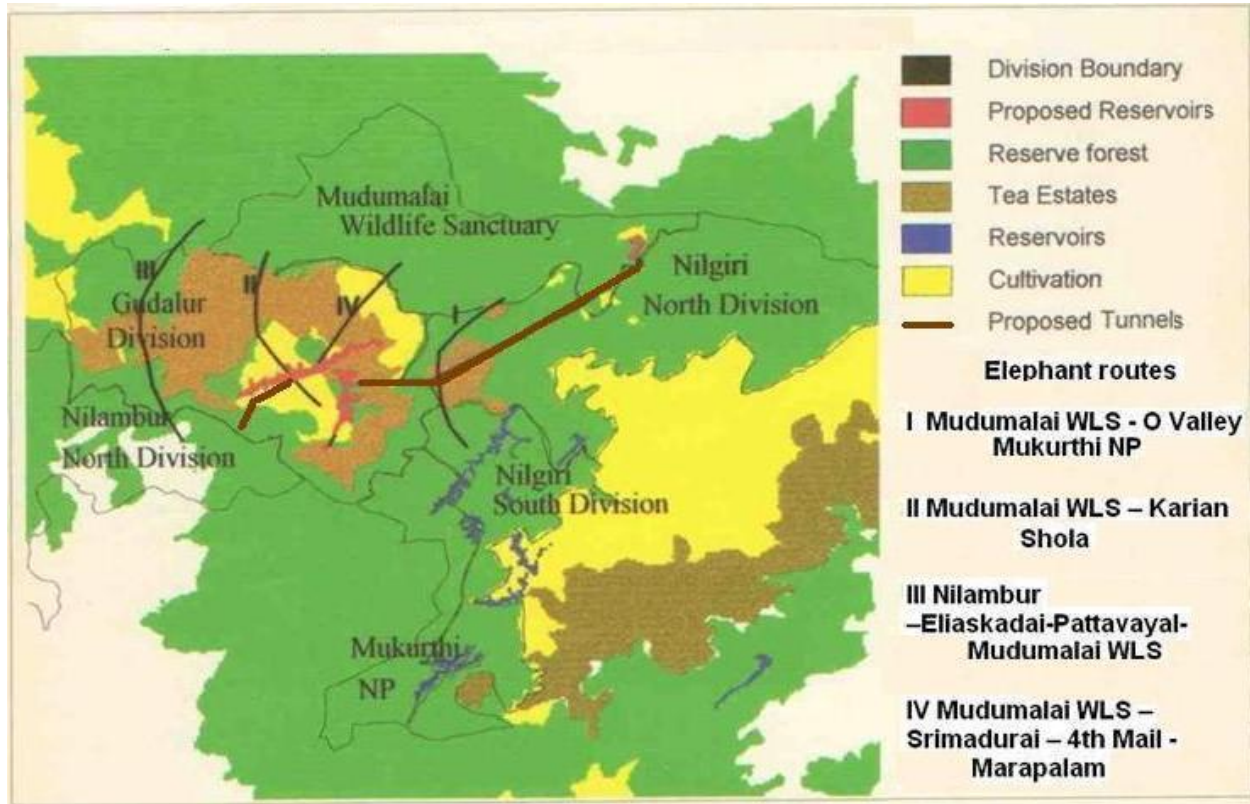 Mudumalai
Wildlife Sanctuary
III
II
IV
I
Gudalur
Division
Nilgiri
North Division
Nilambur
North Division
Nilgiri
South Division
Mukurthi
NP
Division Boundary
Proposed Reservoirs
Reserve forest
Tea Estates
Reservoirs
Cultivation
Proposed Tunnels
Elephant routes
I Mudumalai WLS - O Valley
Mukurthi NP
II Mudumalai WLS – Karian
Shola
III Nilambur
–Eliaskadai-Pattavayal-
Mudumalai WLS
IV Mudumalai WLS –
Srimadurai – 4th Mail -
Marapalam